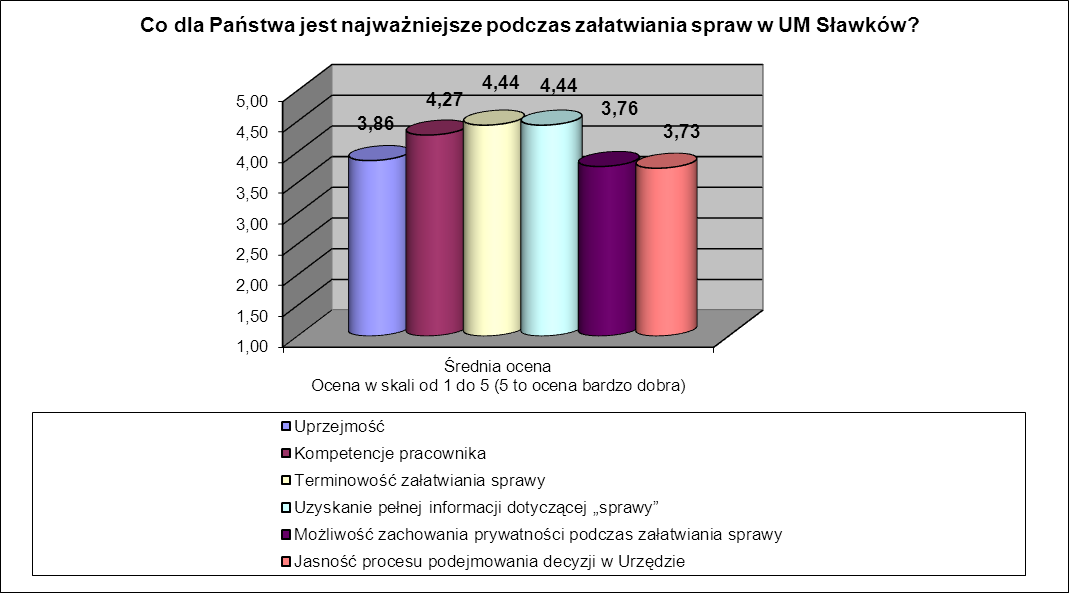 Co dla Państwa jest najważniejsze podczas załatwiania spraw w UM Sławków?
4,44
4,44
4,27
3,86
3,76
3,73
5,00
4,50
4,00
3,50
3,00
2,50
2,00
1,50
1,00
Średnia ocena
Ocena w skali od 1 do 5 (5 to ocena bardzo dobra)
Uprzejmość
Kompetencje pracownika
Terminowość załatwiania sprawy
Uzyskanie pełnej informacji dotyczącej „sprawy”
Możliwość zachowania prywatności podczas załatwiania sprawy
Jasność procesu podejmowania decyzji w Urzędzie